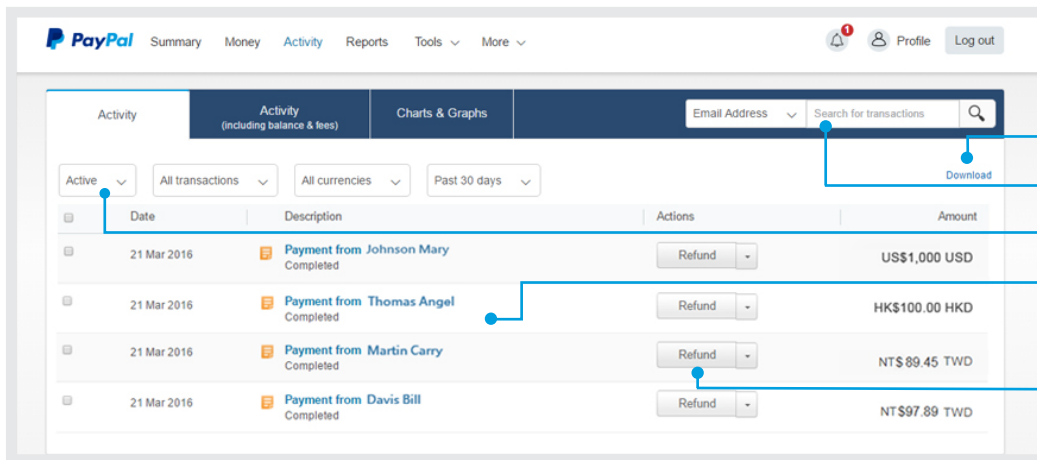 PayPal Summary Money Activity Reports Tools More 1 Profile Log out
Activity Activity Charts & Graphs Email Address Search for transactions
(including balance & fees)
Download
Active All transactions All currencies Past 30 days
Date Description Actions Amount
21 Mar 2016 Payment from Johnson Mary Refund US$1,000 USD
Completed
21 Mar 2016 Payment from Thomas Angel Refund HK$100.00 HKD
Completed
21 Mar 2016 Payment from Martin Carry Refund NT$89.45 TWD
Completed
21 Mar 2016 Payment from Davis Bill Refund NT$97.89 TWD
Completed